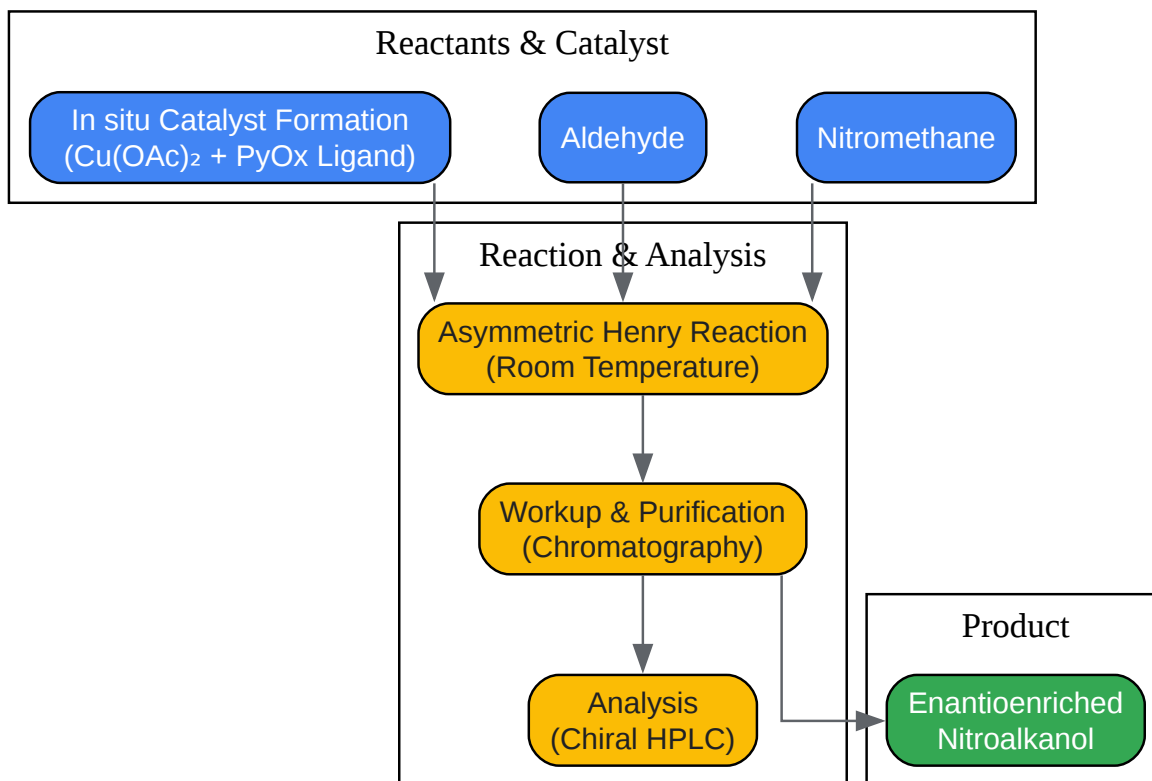 Reactants & Catalyst
In situ Catalyst Formation
(Cu(OAc)₂ + PyOx Ligand)
Aldehyde
Nitromethane
Reaction & Analysis
Asymmetric Henry Reaction
(Room Temperature)
Workup & Purification
(Chromatography)
Analysis
(Chiral HPLC)
Product
Enantioenriched
Nitroalkanol